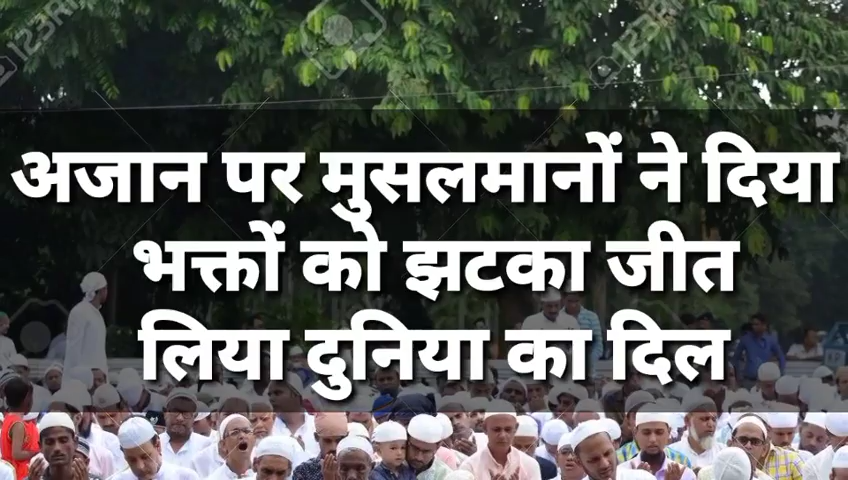 अजान पर मुसलमानों ने दिया
भक्तों को झटका जीत
लिया दुनिया का दिल